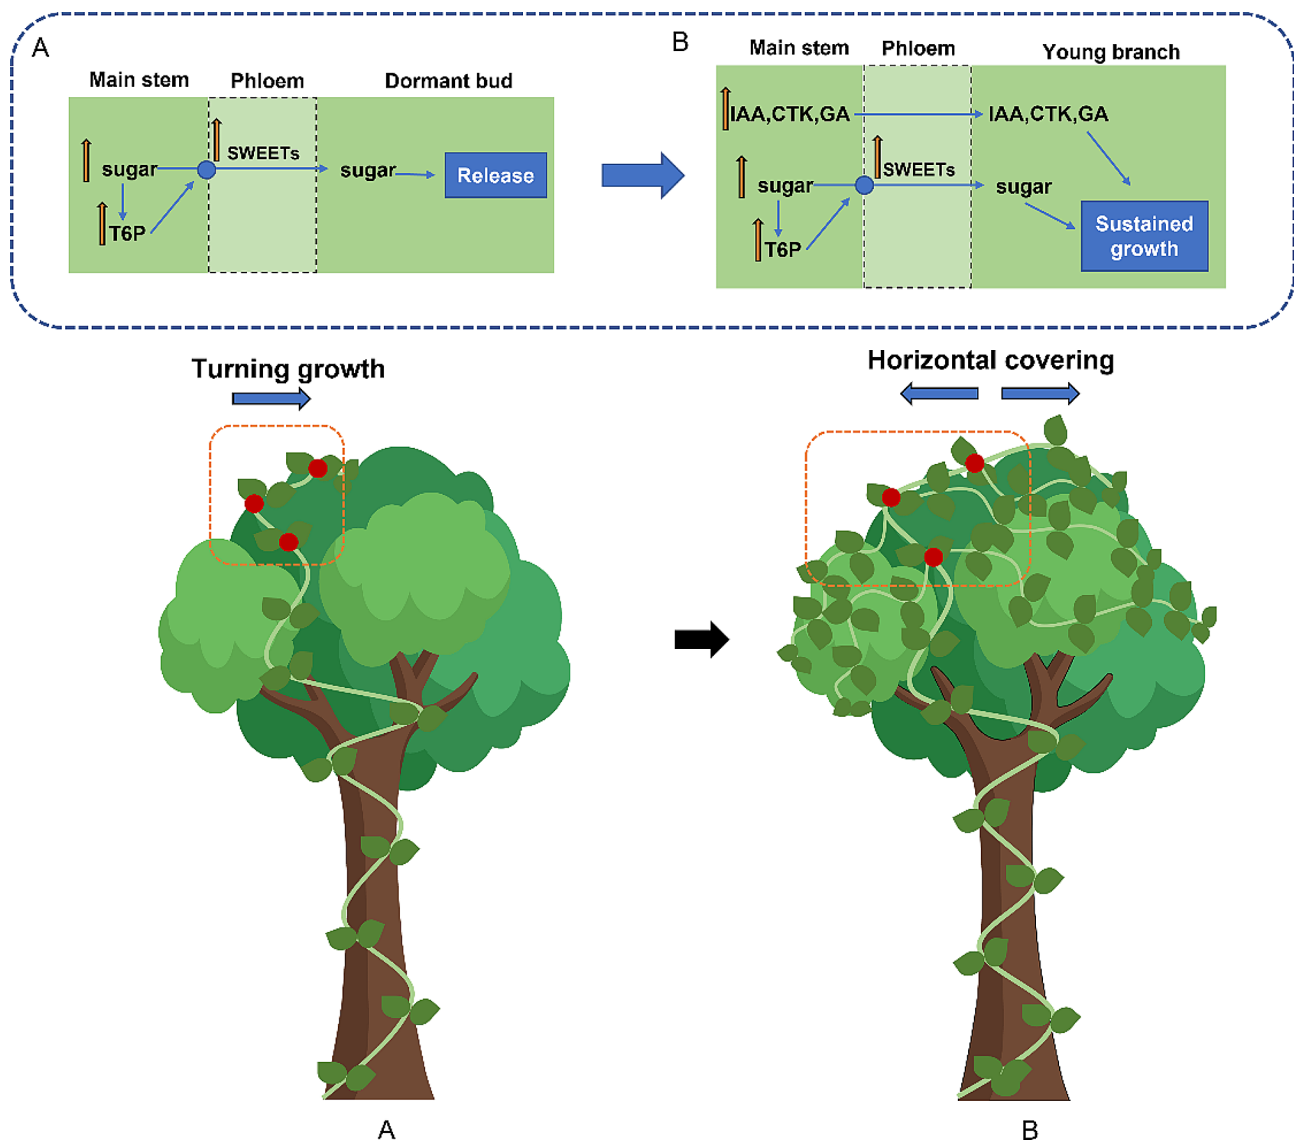 A
Main stem
Phloem
Dormant bud
sugar
SWEETs
sugar
Release
T6P
B
Main stem
Phloem
Young branch
IAA,CTK,GA
IAA,CTK,GA
sugar
SWEETs
sugar
T6P
Sustained
growth
Turning growth
Horizontal covering
A
B